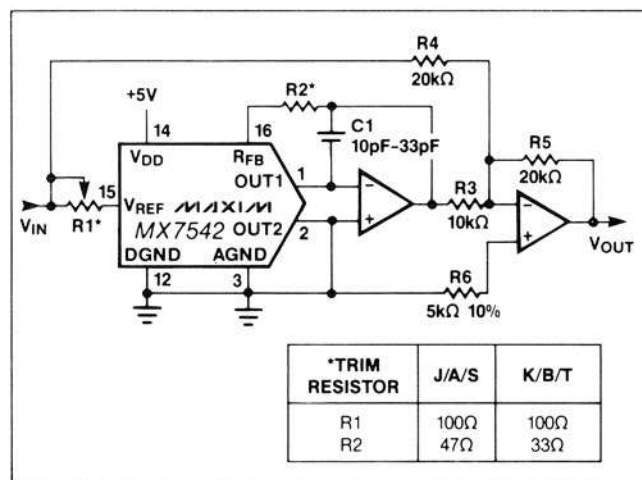 R4
20kΩ
+5V
R2*
14
16
C1
10pF–33pF
VDD
RFB
OUT1
1
R5
20kΩ
15
VREF
MAXIM
R3
10kΩ
VIN
R1*
MX7542
OUT2
2
VOUT
DGND
AGND
12
3
R6
5kΩ 10%
*TRIM RESISTOR J/A/S K/B/T
R1 100Ω 100Ω
R2 47Ω 33Ω